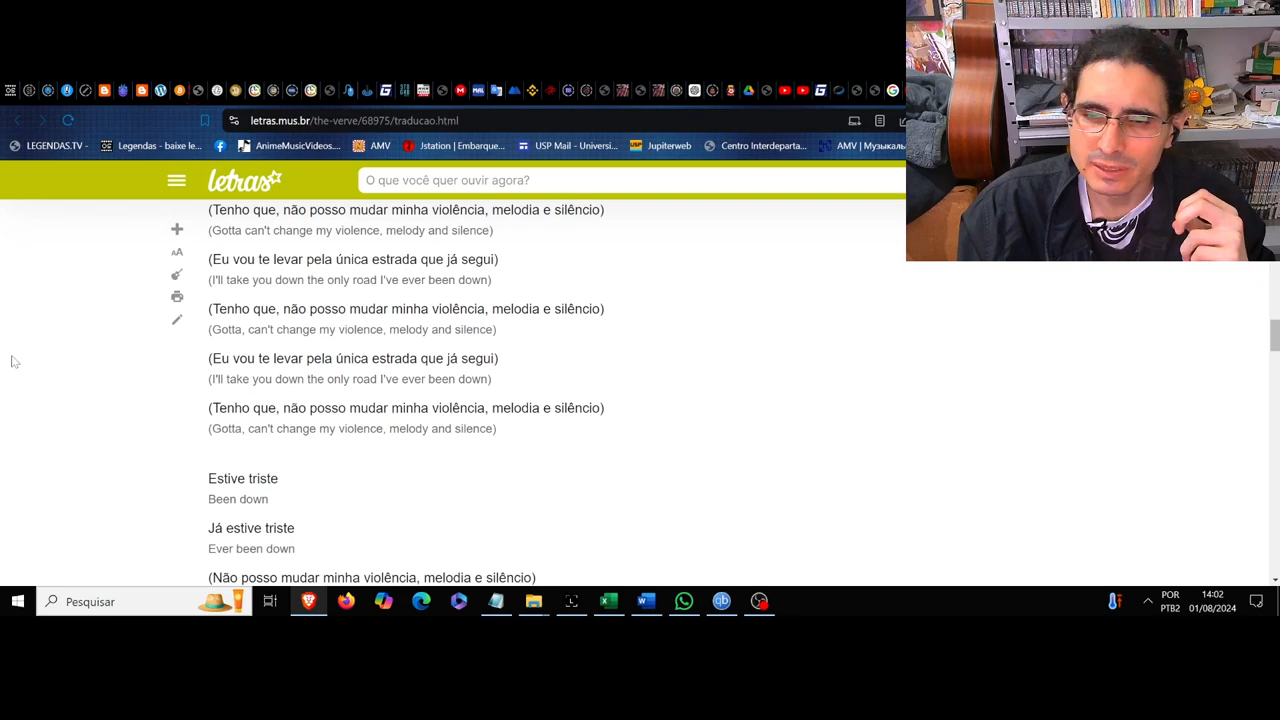 letras.mus.br/the-verve/68975/traducao.html
LEGENDAS.TV -
Legendas - baixe le...
AnimeMusicVideos....
AMV
Jstation | Embarque...
USP Mail - Universi...
Jupiterweb
Centro Interdeparta...
AMV | Музыкаль
letras
O que você quer ouvir agora?
(Tenho que, não posso mudar minha violência, melodia e silêncio)
(Gotta can't change my violence, melody and silence)
(Eu vou te levar pela única estrada que já segui)
(I'll take you down the only road I've ever been down)
(Tenho que, não posso mudar minha violência, melodia e silêncio)
(Gotta, can't change my violence, melody and silence)
(Eu vou te levar pela única estrada que já segui)
(I'll take you down the only road I've ever been down)
(Tenho que, não posso mudar minha violência, melodia e silêncio)
(Gotta, can't change my violence, melody and silence)
Estive triste
Been down
Já estive triste
Ever been down
(Não posso mudar minha violência, melodia e silêncio)
Pesquisar
POR
PTB2
14:02
01/08/2024